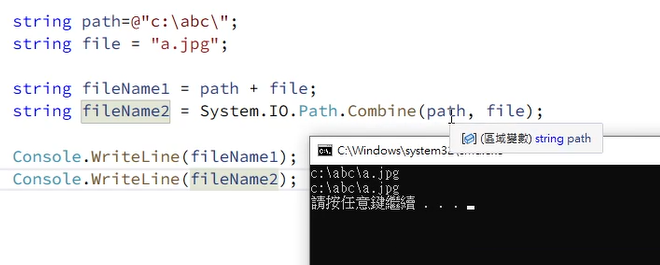 string path=@"c:\abc\";
string file = "a.jpg";
string fileName1 = path + file;
string fileName2 = System.IO.Path.Combine(path, file);
(區域變數) string path
Console.WriteLine(fileName1);
Console.WriteLine(fileName2);
C:\Windows\system32\cmd.exe
c:\abc\a.jpg
c:\abc\a.jpg
請按任意鍵繼續 . . .